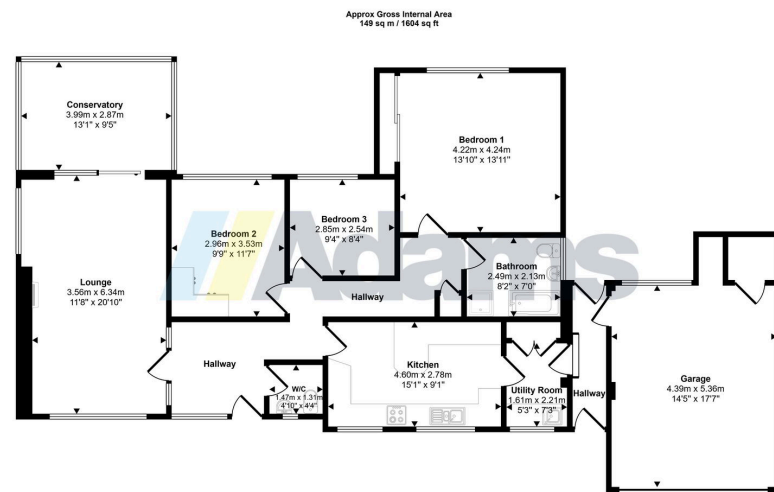 Approx Gross Internal Area
149 sq m / 1604 sq ft
Conservatory
3.99m x 2.87m
13'1" x 9'5"
Bedroom 1
4.22m x 4.24m
13'10" x 13'11"
Bedroom 2
2.96m x 3.53m
9'9" x 11'7"
Bedroom 3
2.85m x 2.54m
9'4" x 8'4"
Adams
Bathroom
2.49m x 2.13m
8'2" x 7'0"
Lounge
3.56m x 6.34m
11'8" x 20'10"
Hallway
Hallway
W/C
1.47m x 1.31m
4'10" x 4'4"
Kitchen
4.60m x 2.78m
15'1" x 9'1"
Utility Room
1.61m x 2.21m
5'3" x 7'3"
Hallway
Garage
4.39m x 5.36m
14'5" x 17'7"